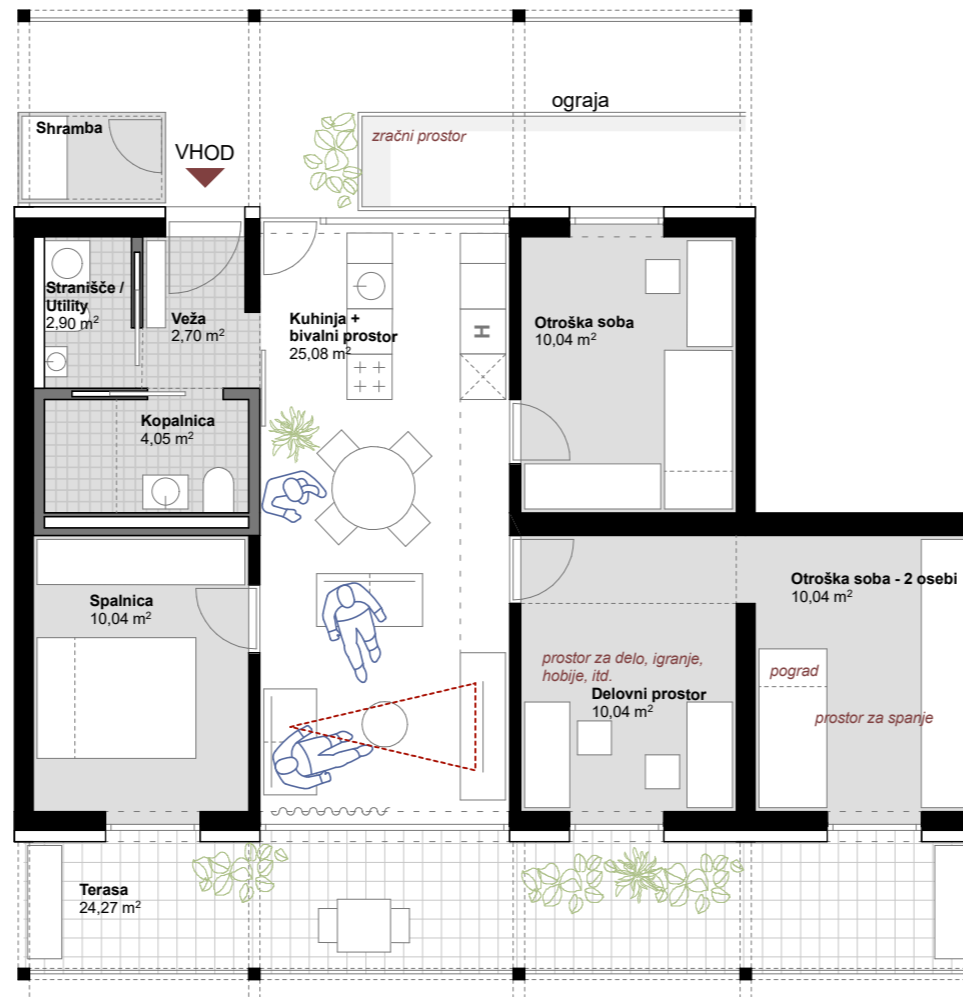 ograja
Shramba
zračni prostor
VHOD
Stranišče /
Utility
2,90 m²
Veža
2,70 m²
Kuhinja +
bivalni prostor
25,08 m²
H
Otroška soba
10,04 m²
Kopalnica
4,05 m²
Spalnica
10,04 m²
Otroška soba - 2 osebi
10,04 m²
prostor za delo, igranje,
hobije, itd.
Delovni prostor
10,04 m²
pograd
prostor za spanje
Terasa
24,27 m²